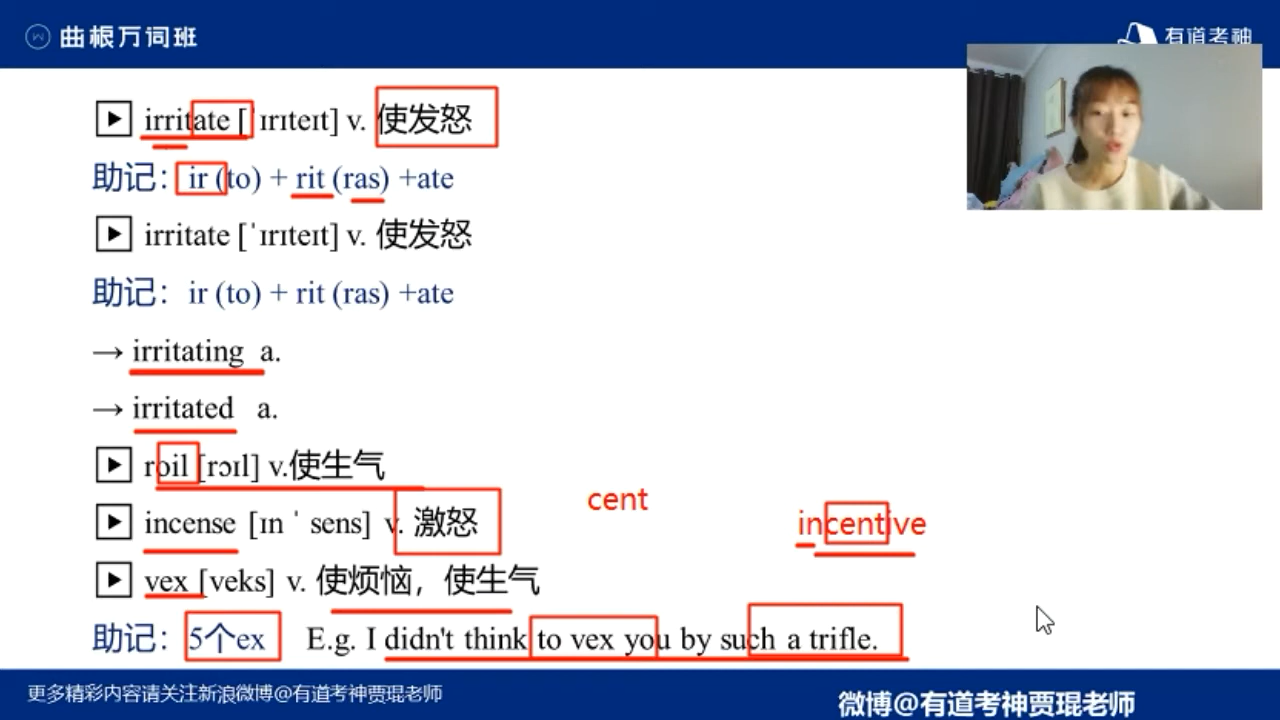 曲根万词班
有道考神
irritate [ˈɪrɪteɪt] v. 使发怒
助记：ir (to) + rit (ras) +ate
irritate [ˈɪrɪteɪt] v. 使发怒
助记：ir (to) + rit (ras) +ate
→ irritating a.
→ irritated a.
roil [rɔɪl] v.使生气
cent
incense [ɪn ˈ sens] v. 激怒
incentive
vex [veks] v. 使烦恼，使生气
助记：5个ex E.g. I didn't think to vex you by such a trifle.
更多精彩内容请关注新浪微博@有道考神贾琨老师
微博@有道考神贾琨老师